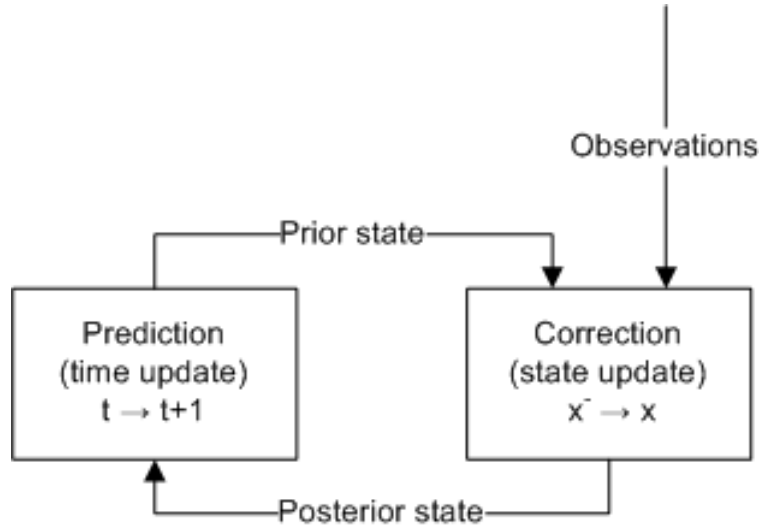 Observations
Prior state
Prediction
(time update)
t → t+1
Correction
(state update)
x⁻ → x
Posterior state